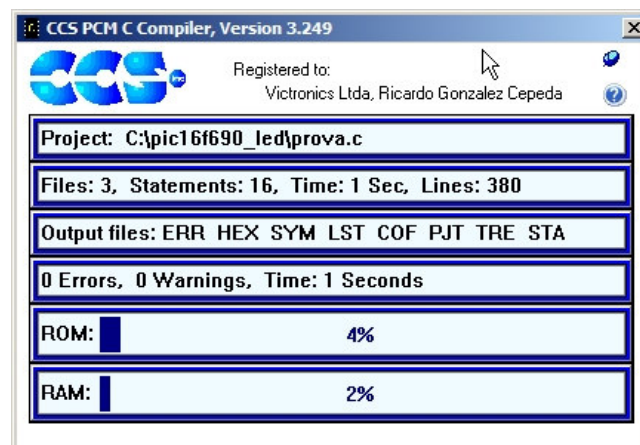 CCS PCM C Compiler, Version 3.249
CCS inc
Registered to:
Victronics Ltda, Ricardo Gonzalez Cepeda
Project: C:\pic16f690_led\prova.c
Files: 3, Statements: 16, Time: 1 Sec, Lines: 380
Output files: ERR HEX SYM LST COF PJT TRE STA
0 Errors, 0 Warnings, Time: 1 Seconds
ROM: 4%
RAM: 2%